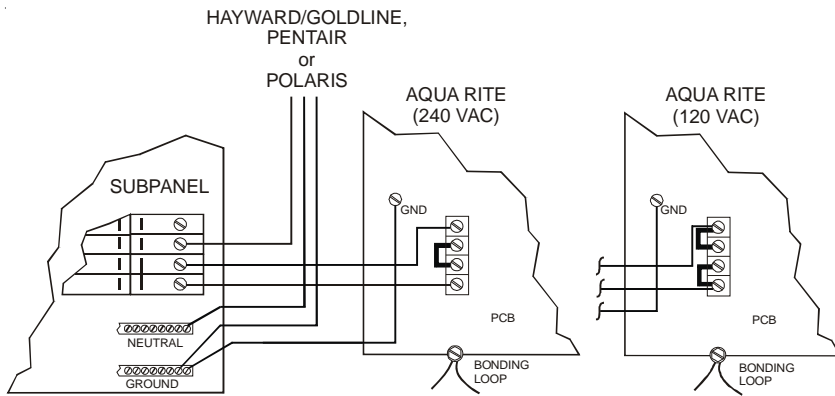 HAYWARD/GOLDLINE,
PENTAIR
or
POLARIS
AQUA RITE
(240 VAC)
AQUA RITE
(120 VAC)
SUBPANEL
GND
GND
PCB
PCB
NEUTRAL
GROUND
BONDING
LOOP
BONDING
LOOP